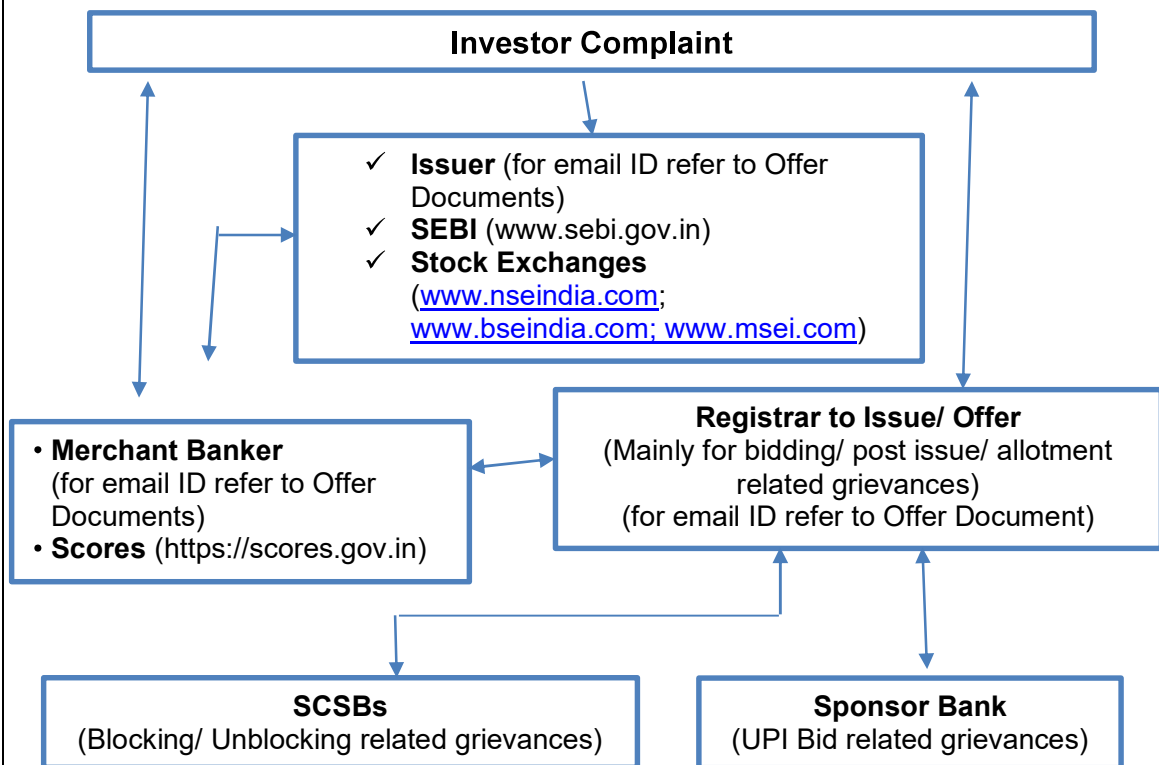 Investor Complaint
✓ Issuer (for email ID refer to Offer
Documents)
✓ SEBI (www.sebi.gov.in)
✓ Stock Exchanges
(www.nseindia.com;
www.bseindia.com; www.msei.com)
• Merchant Banker
(for email ID refer to Offer
Documents)
• Scores (https://scores.gov.in)
Registrar to Issue/ Offer
(Mainly for bidding/ post issue/ allotment
related grievances)
(for email ID refer to Offer Document)
SCSBs
(Blocking/ Unblocking related grievances)
Sponsor Bank
(UPI Bid related grievances)